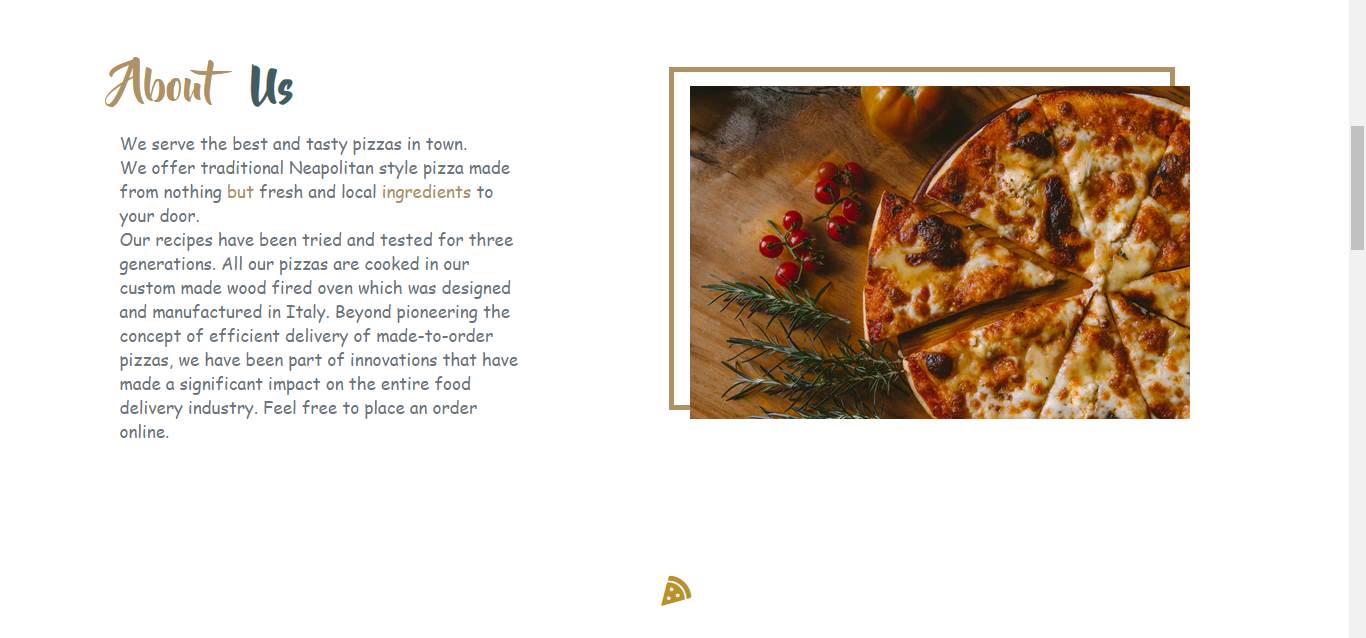 About Us
We serve the best and tasty pizzas in town.
We offer traditional Neapolitan style pizza made
from nothing but fresh and local ingredients to
your door.
Our recipes have been tried and tested for three
generations. All our pizzas are cooked in our
custom made wood fired oven which was designed
and manufactured in Italy. Beyond pioneering the
concept of efficient delivery of made-to-order
pizzas, we have been part of innovations that have
made a significant impact on the entire food
delivery industry. Feel free to place an order
online.